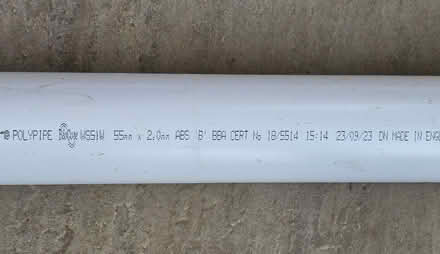 POLYPIPE WS51W 55mm x 2.0mm ABS 'B' BBA CERT No 18/5514 15:14 23/09/23 DN MADE IN ENG